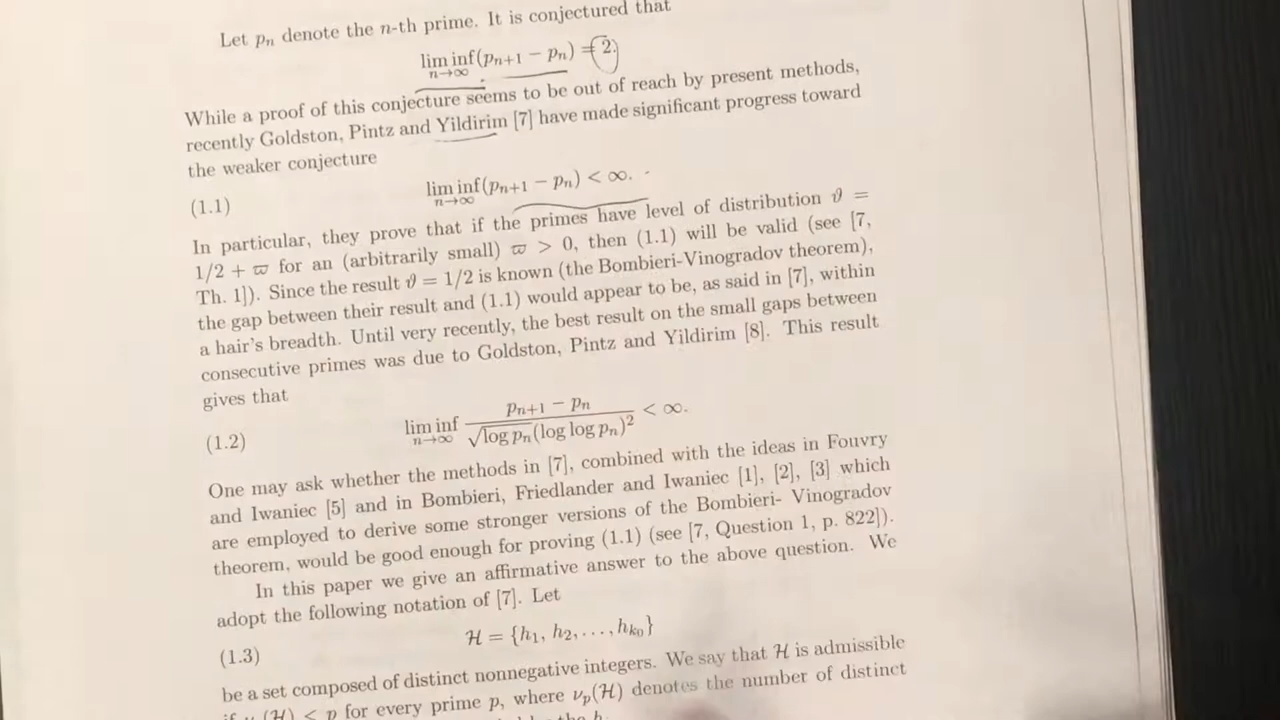 Let pn denote the n-th prime. It is conjectured that
lim inf(pn+1 − pn) = 2.
n→∞
While a proof of this conjecture seems to be out of reach by present methods,
recently Goldston, Pintz and Yildirim [7] have made significant progress toward
the weaker conjecture
(1.1) lim inf(pn+1 − pn) < ∞.
n→∞
In particular, they prove that if the primes have level of distribution ϑ =
1/2 + ϖ for an (arbitrarily small) ϖ > 0, then (1.1) will be valid (see [7,
Th. 1]). Since the result ϑ = 1/2 is known (the Bombieri-Vinogradov theorem),
the gap between their result and (1.1) would appear to be, as said in [7], within
a hair's breadth. Until very recently, the best result on the small gaps between
consecutive primes was due to Goldston, Pintz and Yildirim [8]. This result
gives that
(1.2) lim inf n→∞ (pn+1 − pn) / (√log pn(log log pn)²) < ∞.
One may ask whether the methods in [7], combined with the ideas in Fouvry
and Iwaniec [5] and in Bombieri, Friedlander and Iwaniec [1], [2], [3] which
are employed to derive some stronger versions of the Bombieri- Vinogradov
theorem, would be good enough for proving (1.1) (see [7, Question 1, p. 822]).
In this paper we give an affirmative answer to the above question. We
adopt the following notation of [7]. Let
(1.3) H = {h1, h2, . . . , hk0}
be a set composed of distinct nonnegative integers. We say that H is admissible
if νp(H) < p for every prime p, where νp(H) denotes the number of distinct